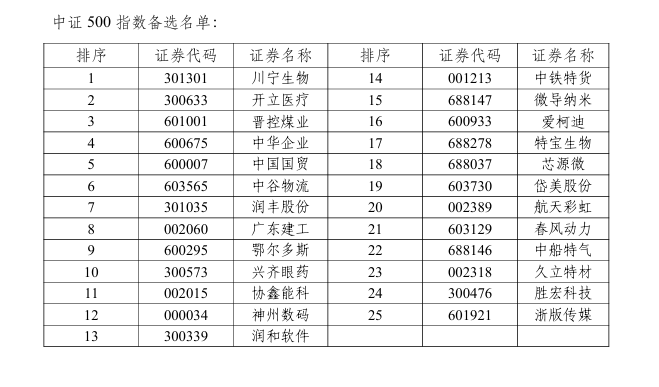 中证 500 指数备选名单：
排序 证券代码 证券名称 排序 证券代码 证券名称
1 301301 川宁生物 14 001213 中铁特货
2 300633 开立医疗 15 688147 微导纳米
3 601001 晋控煤业 16 600933 爱柯迪
4 600675 中华企业 17 688278 特宝生物
5 600007 中国国贸 18 688037 芯源微
6 603565 中谷物流 19 603730 岱美股份
7 301035 润丰股份 20 002389 航天彩虹
8 002060 广东建工 21 603129 春风动力
9 600295 鄂尔多斯 22 688146 中船特气
10 300573 兴齐眼药 23 002318 久立特材
11 002015 协鑫能科 24 300476 胜宏科技
12 000034 神州数码 25 601921 浙版传媒
13 300339 润和软件